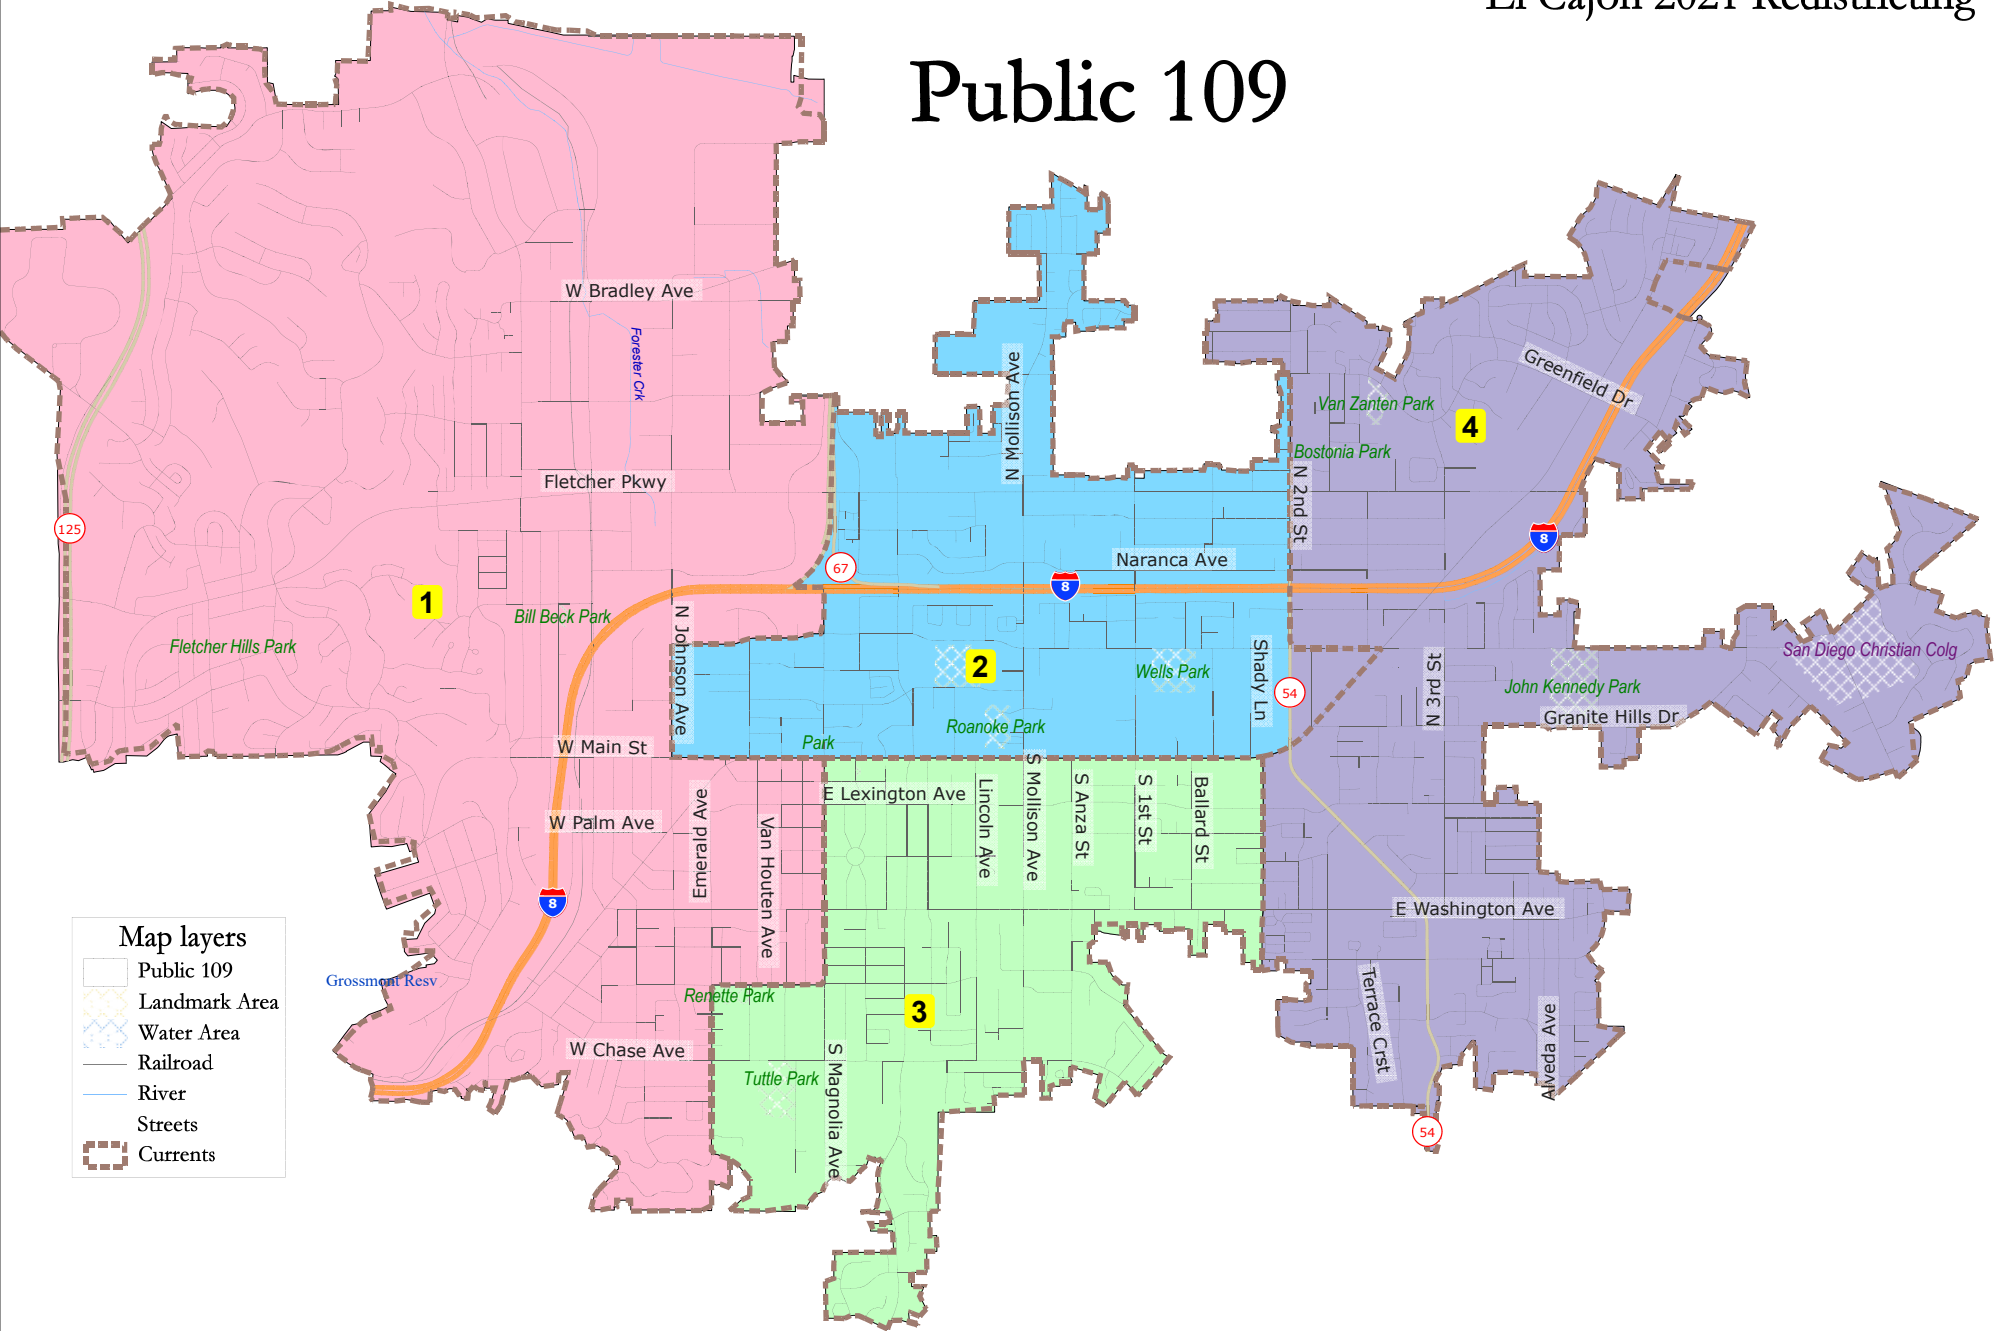 El Cajon 2021 Redistricting
Public 109
W Bradley Ave
Forester Crk
N Mollison Ave
Greenfield Dr
Van Zanten Park
4
Bostonia Park
Fletcher Pkwy
N 2nd St
125
67
8
8
Naranca Ave
1
Bill Beck Park
N Johnson Ave
Fletcher Hills Park
2
Wells Park
Shady Ln
54
N 3rd St
John Kennedy Park
San Diego Christian Colg
Granite Hills Dr
Roanoke Park
Park
W Main St
E Lexington Ave
Lincoln Ave
S Mollison Ave
S Anza St
S 1st St
Ballard St
W Palm Ave
Emerald Ave
Van Houten Ave
8
E Washington Ave
Grossmont Resv
Renette Park
3
Terrace Crst
Alveda Ave
W Chase Ave
Tuttle Park
S Magnolia Ave
54
Map layers
Public 109
Landmark Area
Water Area
Railroad
River
Streets
Currents